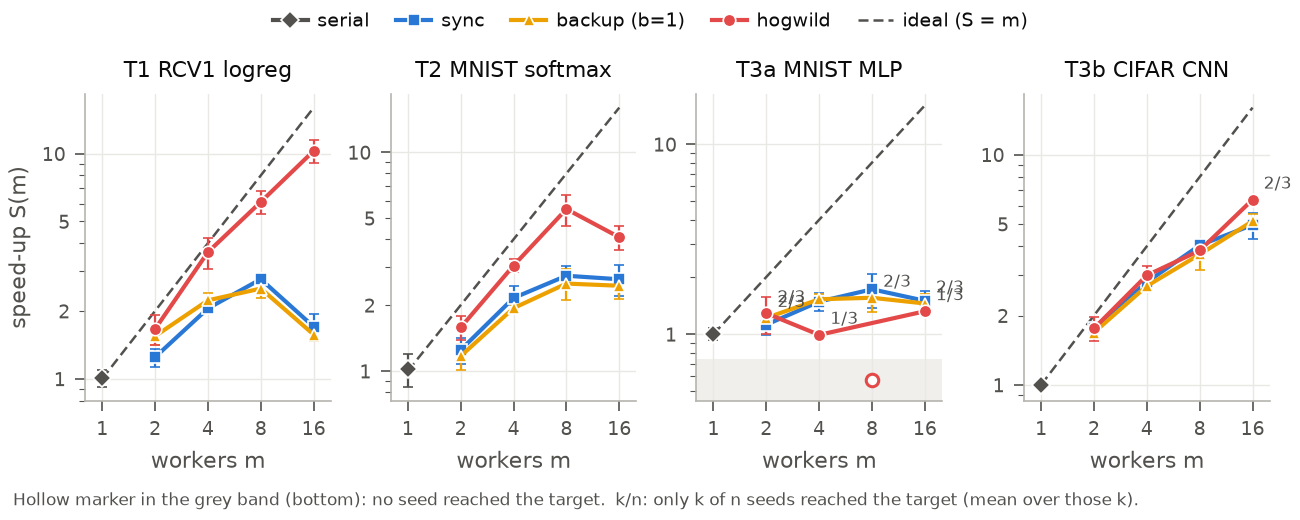 serial sync backup (b=1) hogwild ideal (S = m)
T1 RCV1 logreg T2 MNIST softmax T3a MNIST MLP T3b CIFAR CNN
speed-up S(m)
10 10 10 10
5 5 5
2 2 2
1 1 1 1
2/3
2/3 2/3
2/3 1/3
1/3
2/3
1 2 4 8 16 1 2 4 8 16 1 2 4 8 16 1 2 4 8 16
workers m workers m workers m workers m
Hollow marker in the grey band (bottom): no seed reached the target. k/n: only k of n seeds reached the target (mean over those k).